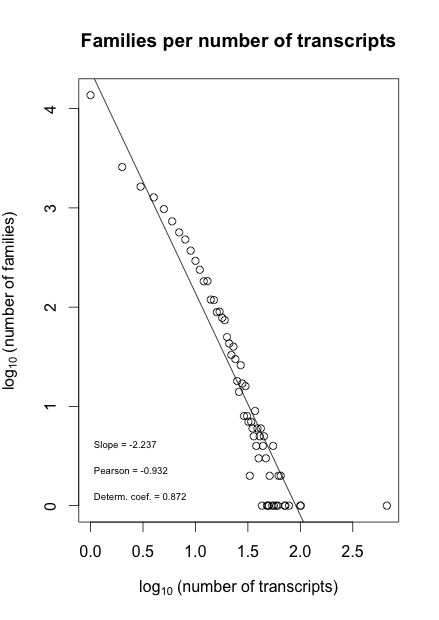 Families per number of transcripts
log10 (number of families)
4
3
2
1
0
Slope = -2.237
Pearson = -0.932
Determ. coef. = 0.872
0.0 0.5 1.0 1.5 2.0 2.5
log10 (number of transcripts)